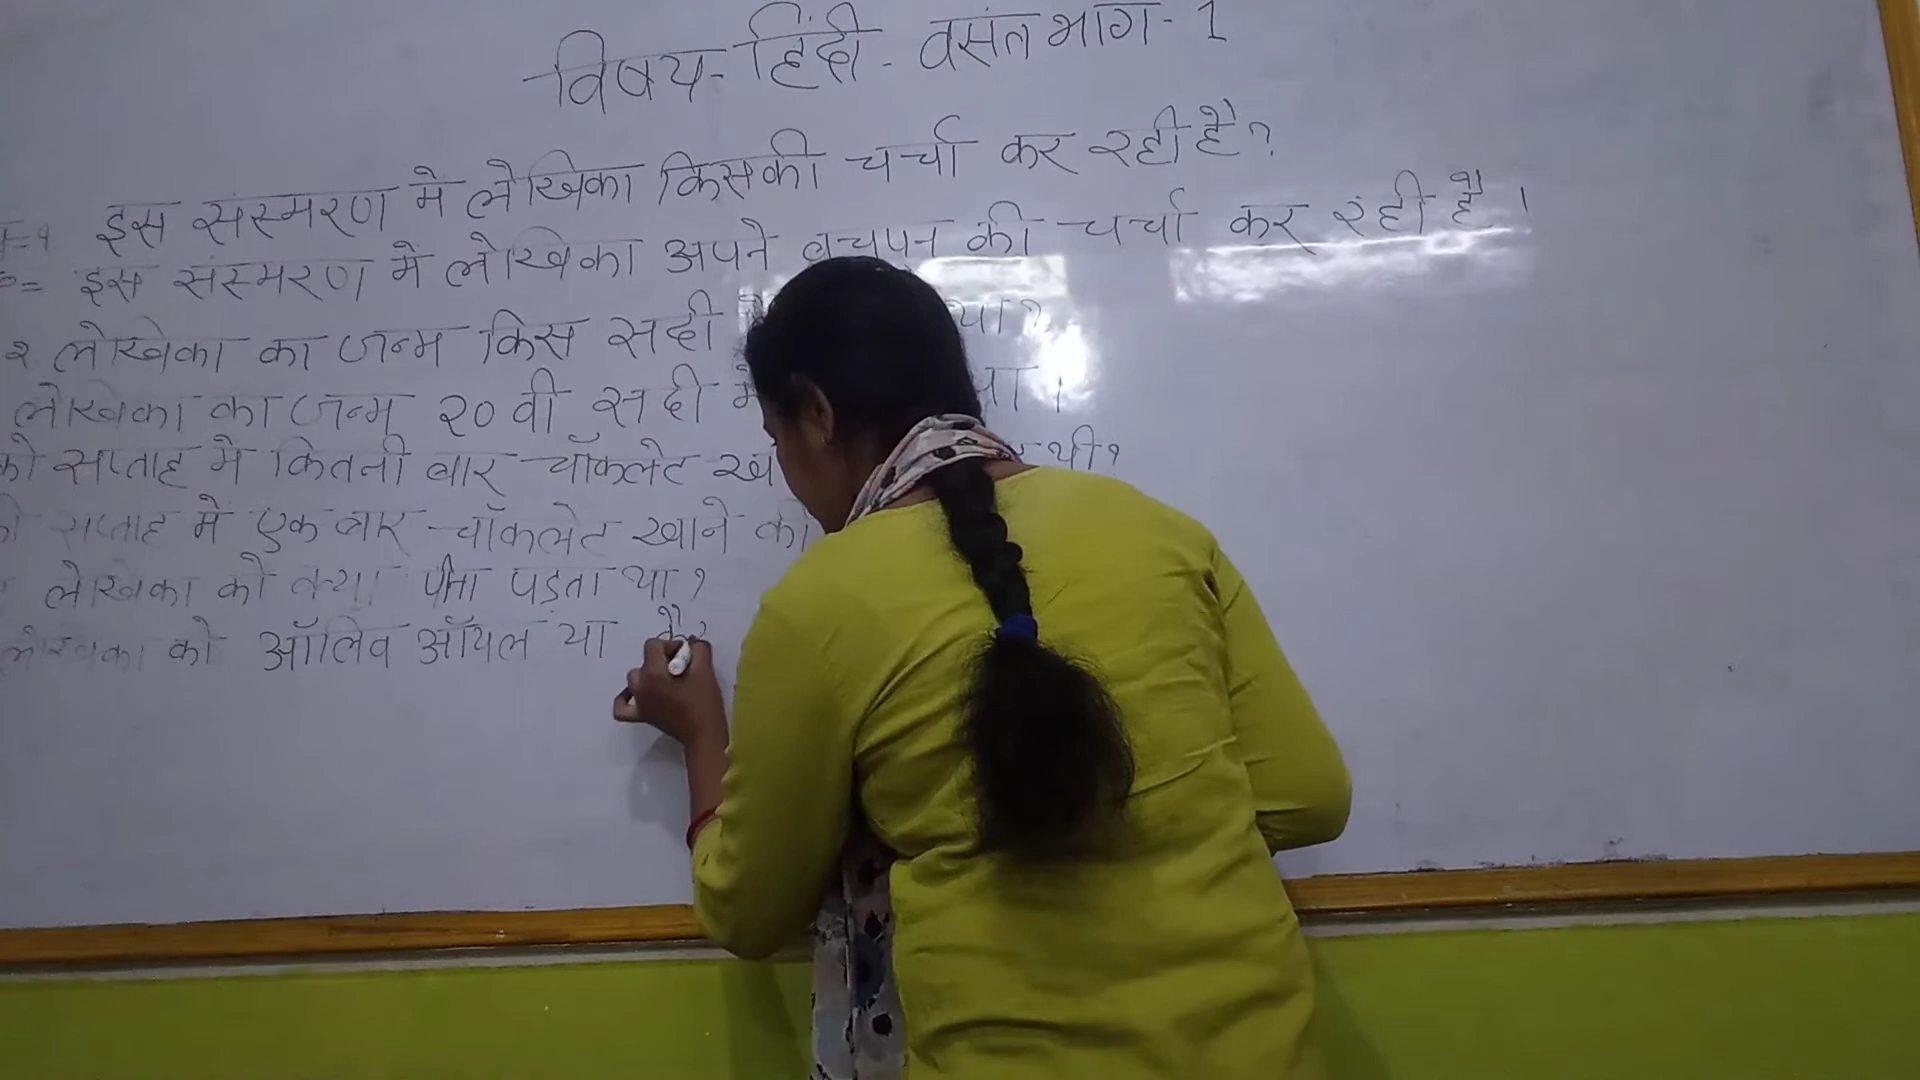 विषय- हिंदी - वसंत भाग- 1
इस संस्मरण मे लेखिका किसकी चर्चा कर रही है?
= इस संस्मरण में लेखिका अपने बचपन की चर्चा कर रही है।
२ लेखिका का जन्म किस सदी था?
लेखिका का जन्म २० वी सदी मे था।
को सप्ताह मे कितनी बार चॉकलेट थी?
सप्ताह मे एक बार चॉकलेट खाने की
लेखिका को क्या पीना पड़ता था?
लेखिका को ऑलिव ऑयल या कै